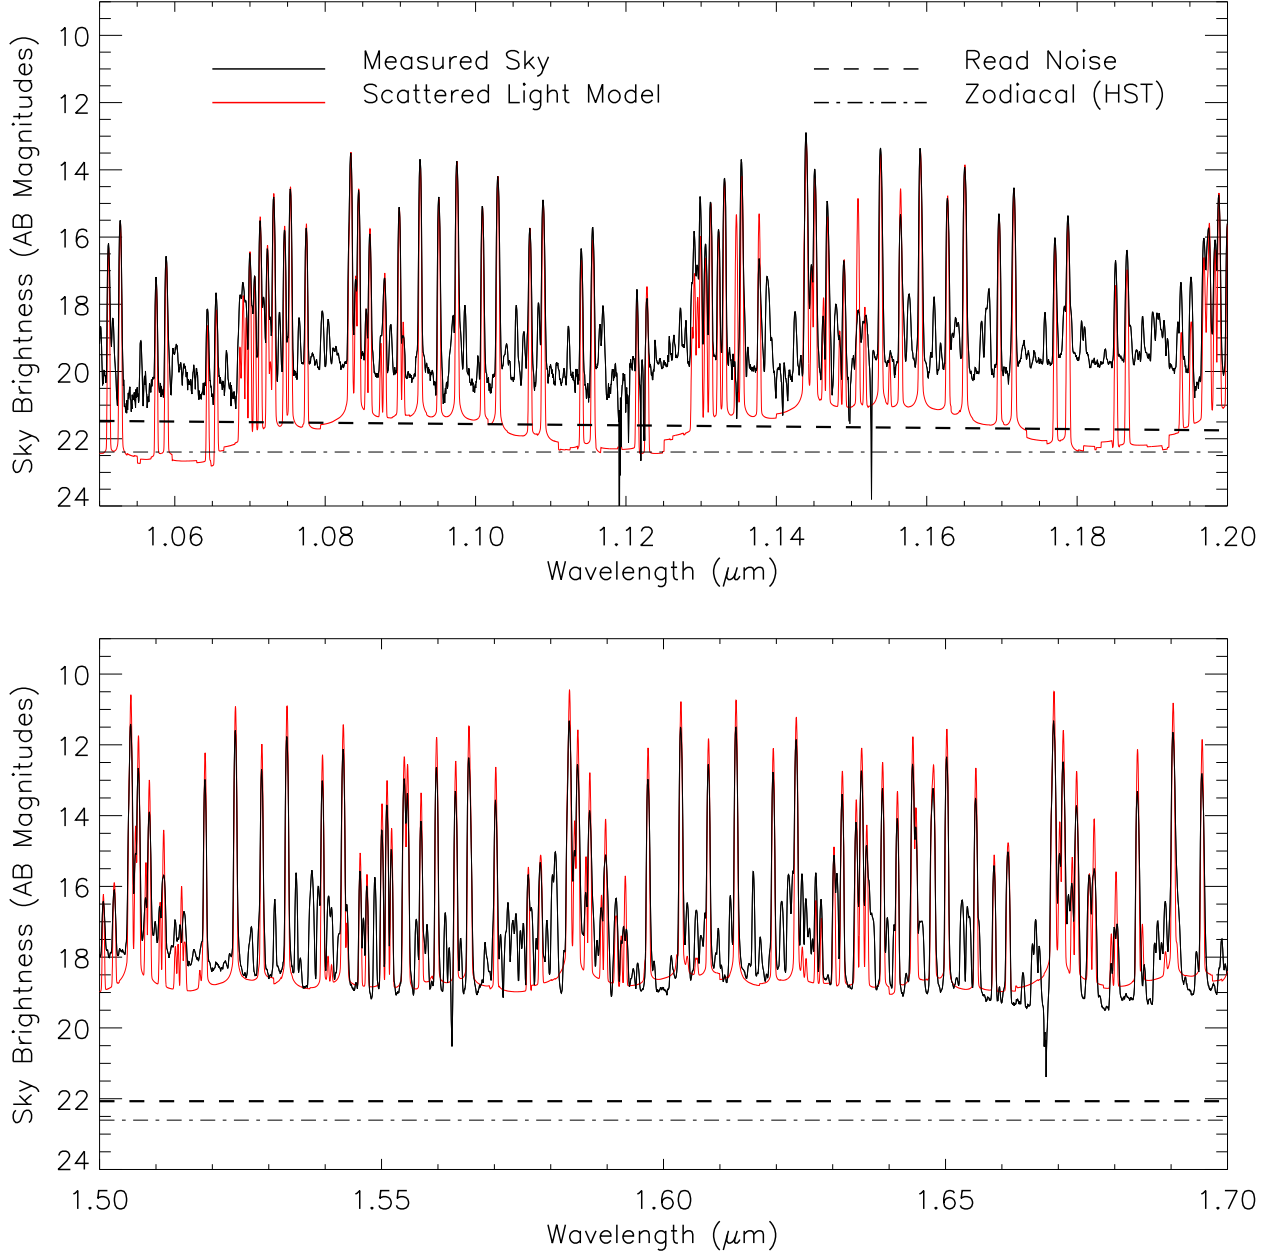 10
12
14
16
18
20
22
24
Sky Brightness (AB Magnitudes)
Measured Sky
Scattered Light Model
Read Noise
Zodiacal (HST)
1.06 1.08 1.10 1.12 1.14 1.16 1.18 1.20
Wavelength (μm)
10
12
14
16
18
20
22
24
Sky Brightness (AB Magnitudes)
1.50 1.55 1.60 1.65 1.70
Wavelength (μm)